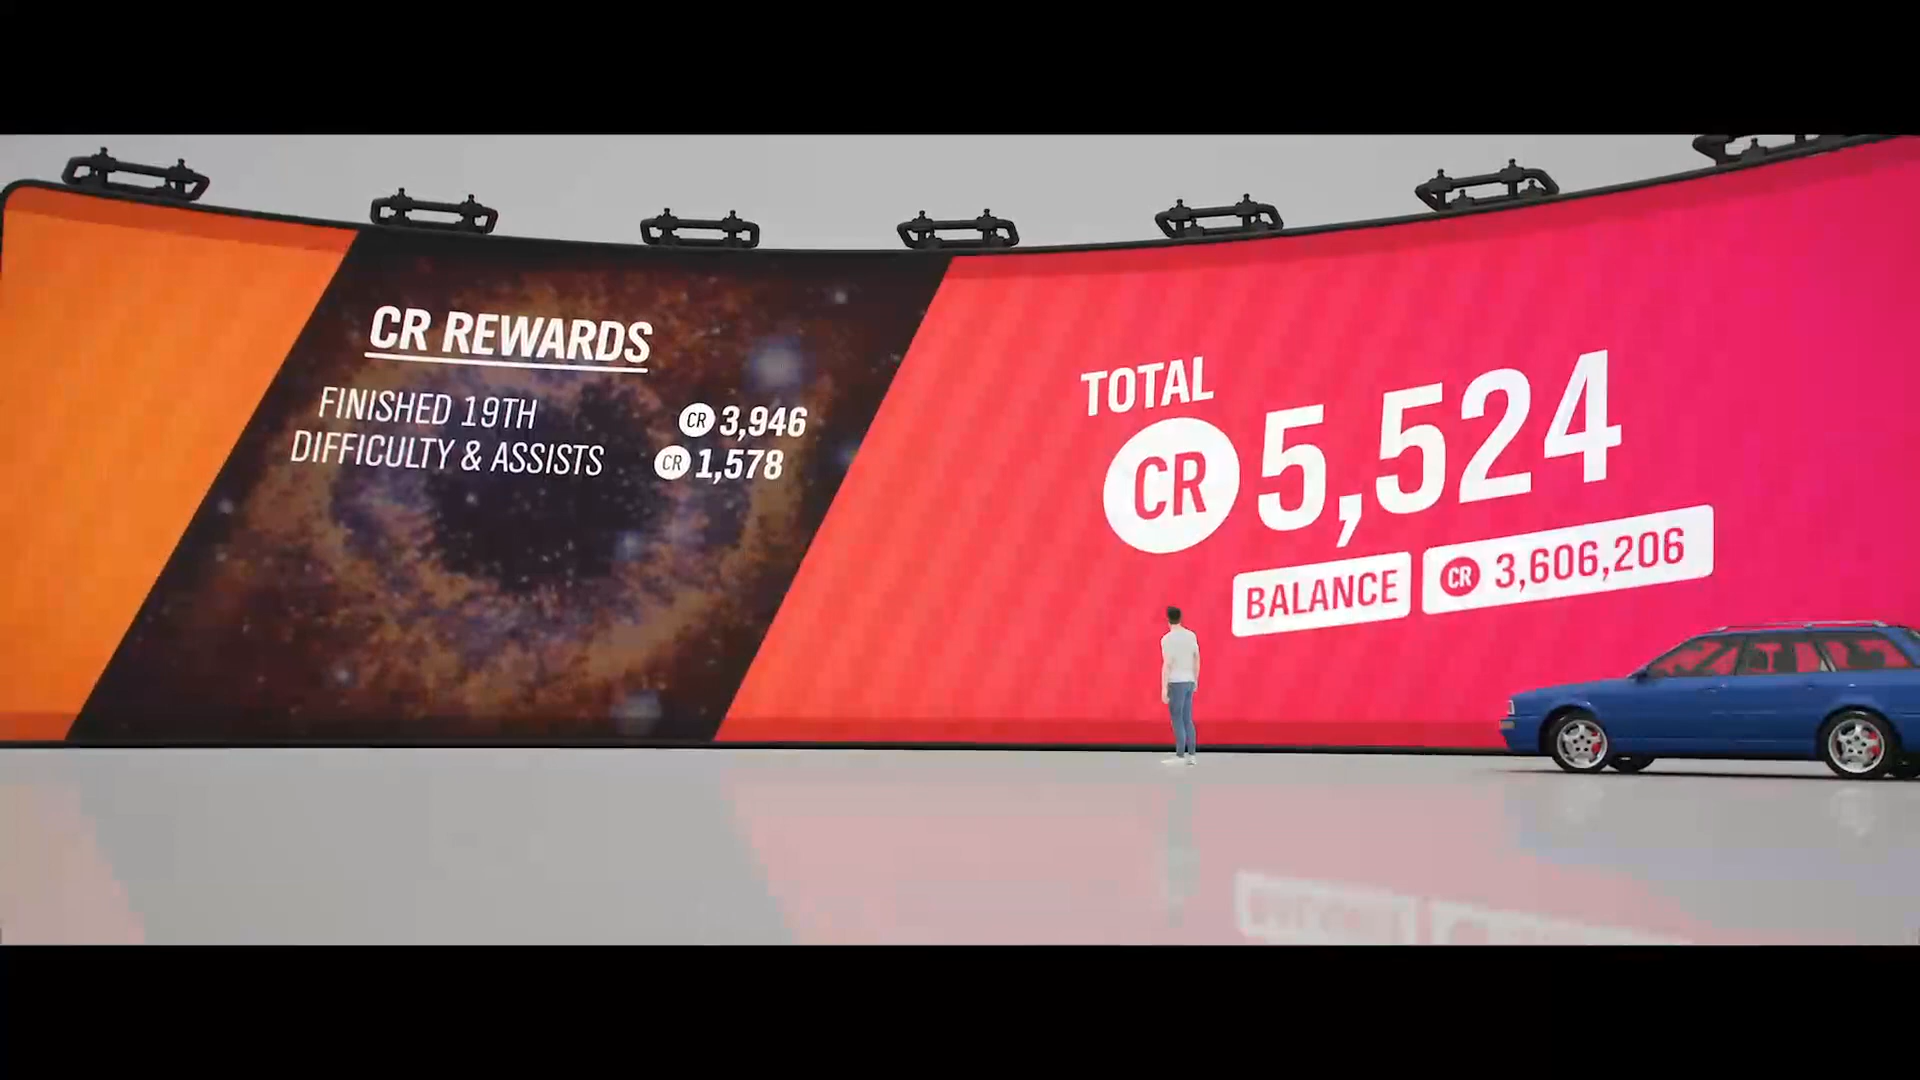 CR REWARDS
FINISHED 19TH CR 3,946
DIFFICULTY & ASSISTS CR 1,578
TOTAL
CR 5,524
BALANCE CR 3,606,206